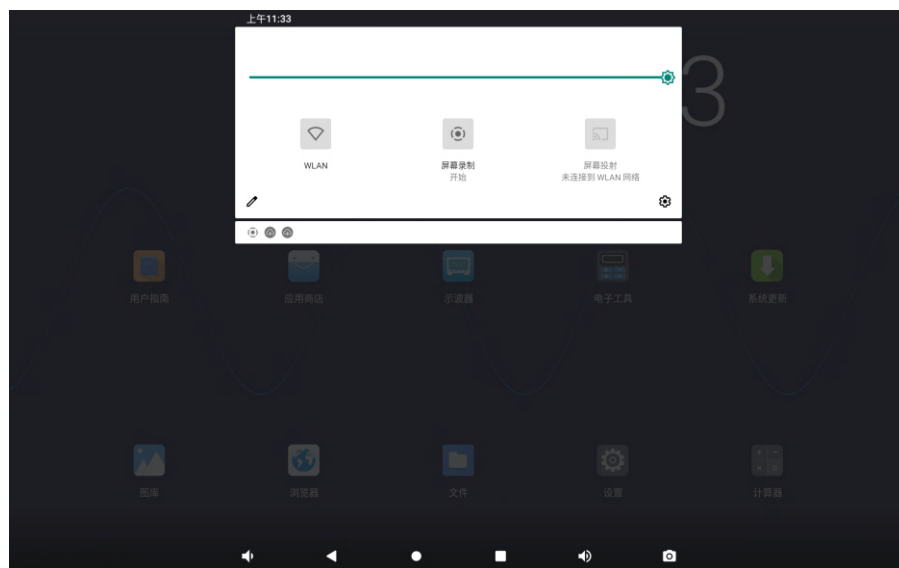 上午11:33
3
WLAN
屏幕录制
开始
屏幕投射
未连接到 WLAN 网络
用户指南
应用商店
示波器
电子工具
系统更新
图库
浏览器
文件
设置
计算器